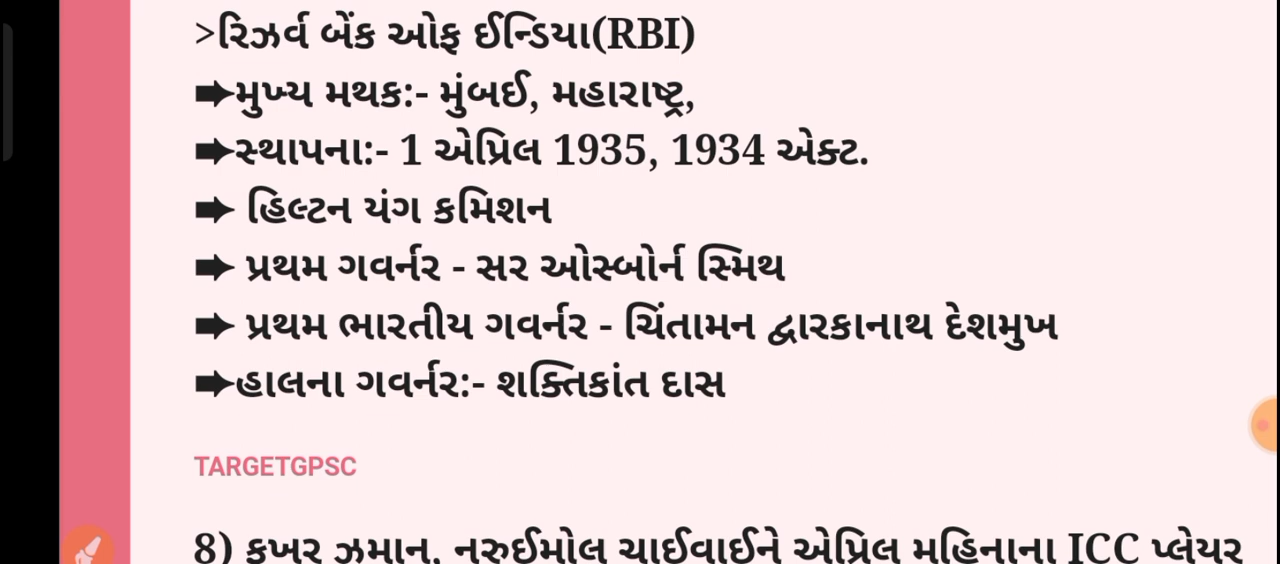 >રિઝર્વ બેંક ઓફ ઈન્ડિયા(RBI)
➡મુખ્ય મથક:- મુંબઈ, મહારાષ્ટ્ર,
➡સ્થાપના:- 1 એપ્રિલ 1935, 1934 એક્ટ.
➡ હિલ્ટન યંગ કમિશન
➡ પ્રથમ ગવર્નર - સર ઓસ્બોર્ન સ્મિથ
➡ પ્રથમ ભારતીય ગવર્નર - ચિંતામન દ્વારકાનાથ દેશમુખ
➡હાલના ગવર્નર:- શક્તિકાંત દાસ
TARGETGPSC
8) ફખર ઝમાન, નરુઈમોલ ચાઈવાઈને એપ્રિલ મહિનાના ICC પ્લેયર